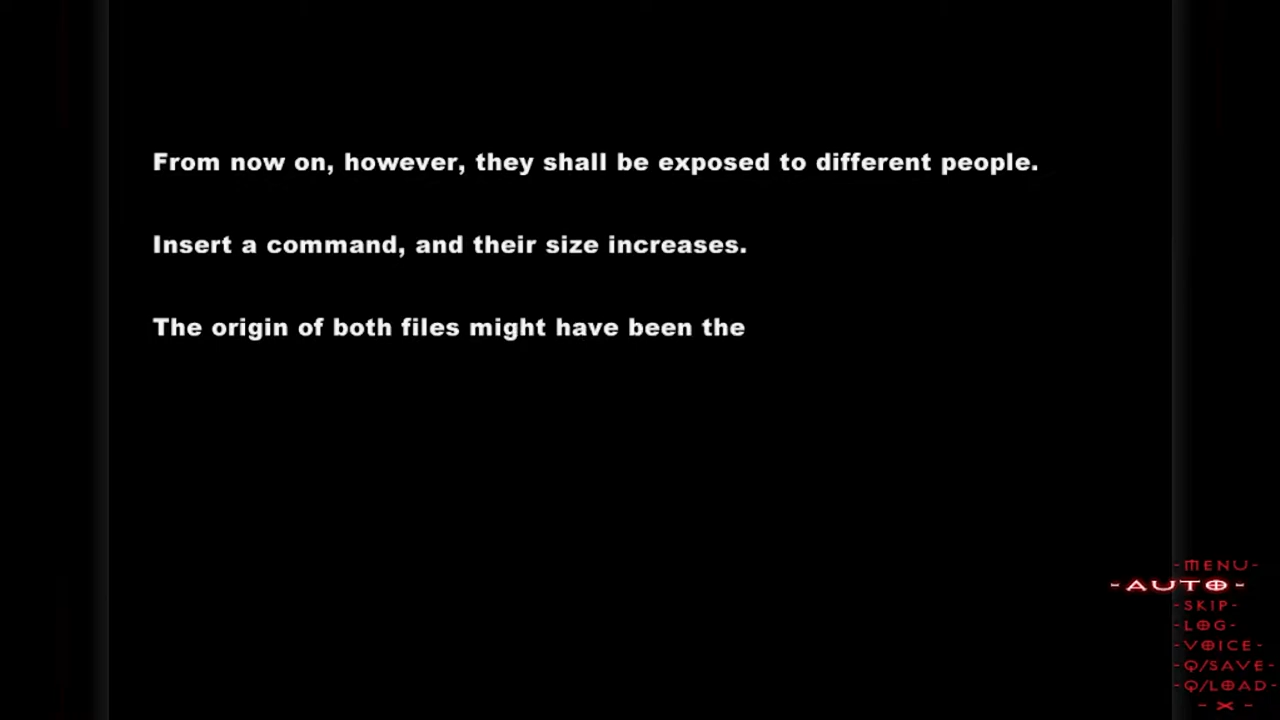 From now on, however, they shall be exposed to different people.
Insert a command, and their size increases.
The origin of both files might have been the
-MENU-
-AUTO-
-SKIP-
-LOG-
-VOICE-
-Q/SAVE-
-Q/LOAD-
-X-